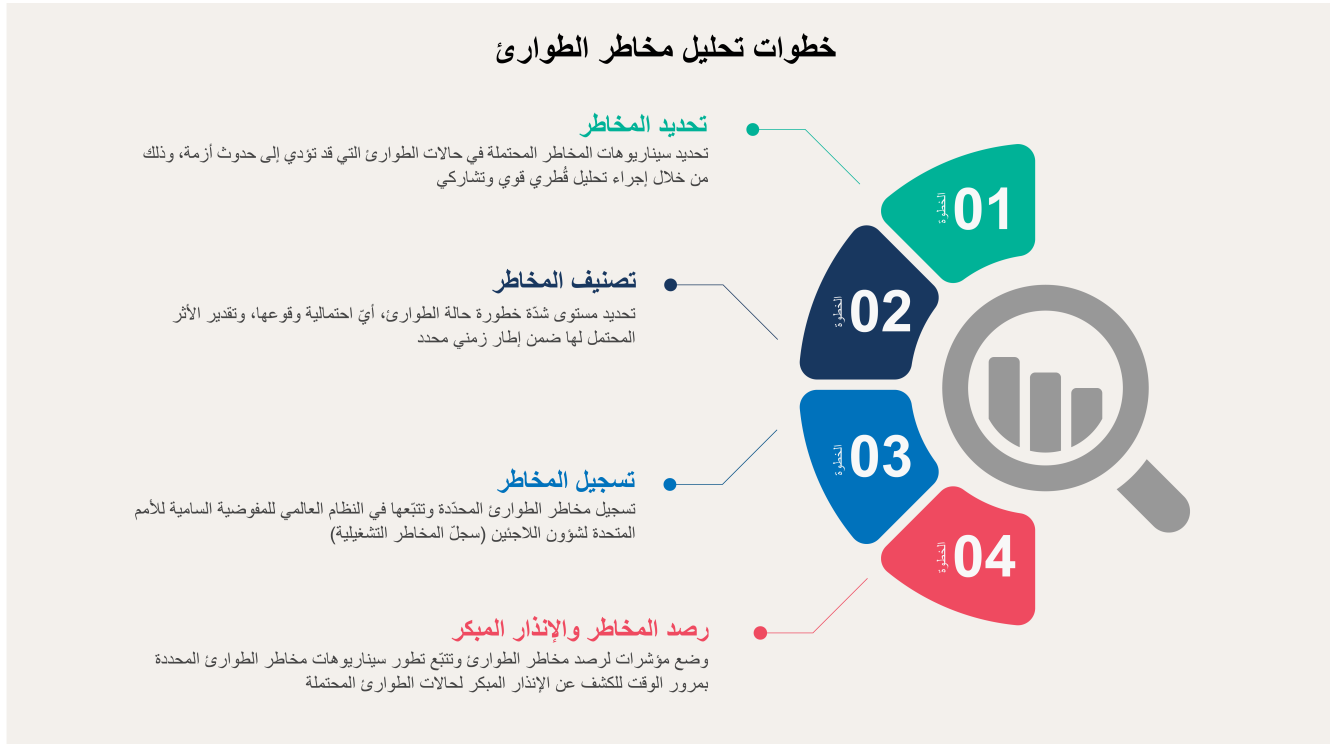 خطوات تحليل مخاطر الطوارئ
تحديد المخاطر
تحديد سيناريوهات المخاطر المحتملة في حالات الطوارئ التي قد تؤدي إلى حدوث أزمة، وذلك
من خلال إجراء تحليل قُطري قوي وتشاركي
الخطوة 01
تصنيف المخاطر
تحديد مستوى شدّة خطورة حالة الطوارئ، أيّ احتمالية وقوعها، وتقدير الأثر
المحتمل لها ضمن إطار زمني محدد
الخطوة 02
تسجيل المخاطر
تسجيل مخاطر الطوارئ المحدّدة وتتبّعها في النظام العالمي للمفوضية السامية للأمم
المتحدة لشؤون اللاجئين (سجلّ المخاطر التشغيلية)
الخطوة 03
رصد المخاطر والإنذار المبكر
وضع مؤشرات لرصد مخاطر الطوارئ وتتبّع تطور سيناريوهات مخاطر الطوارئ المحددة
بمرور الوقت للكشف عن الإنذار المبكر لحالات الطوارئ المحتملة
الخطوة 04